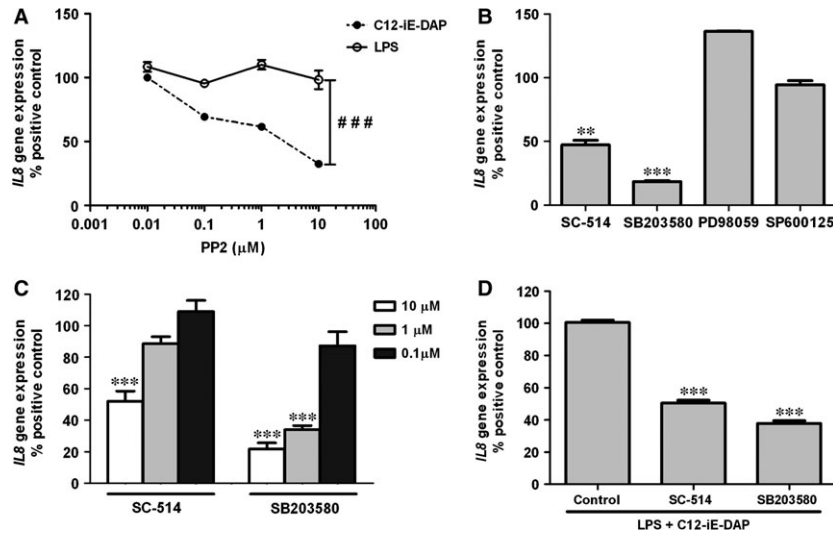 A
IL8 gene expression
% positive control
150
100
50
0
0.001
0.01
0.1
1
10
100
PP2 (μM)
C12-iE-DAP
LPS
###
B
IL8 gene expression
% positive control
150
100
50
0
**
***
SC-514
SB203580
PD98059
SP600125
C
IL8 gene expression
% positive control
120
100
80
60
40
20
0
***
***
***
SC-514
SB203580
10 μM
1 μM
0.1μM
D
IL8 gene expression
% positive control
120
100
80
60
40
20
0
***
***
Control
SC-514
SB203580
LPS + C12-iE-DAP